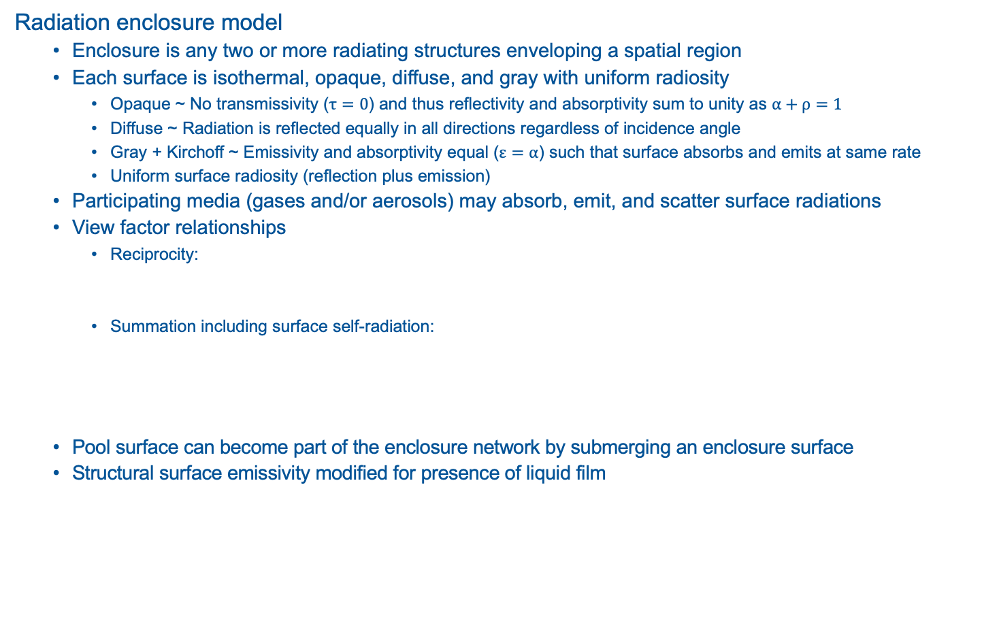 Radiation enclosure model
• Enclosure is any two or more radiating structures enveloping a spatial region
• Each surface is isothermal, opaque, diffuse, and gray with uniform radiosity
• Opaque ~ No transmissivity (τ = 0) and thus reflectivity and absorptivity sum to unity as α + ρ = 1
• Diffuse ~ Radiation is reflected equally in all directions regardless of incidence angle
• Gray + Kirchoff ~ Emissivity and absorptivity equal (ε = α) such that surface absorbs and emits at same rate
• Uniform surface radiosity (reflection plus emission)
• Participating media (gases and/or aerosols) may absorb, emit, and scatter surface radiations
• View factor relationships
• Reciprocity:
• Summation including surface self-radiation:
• Pool surface can become part of the enclosure network by submerging an enclosure surface
• Structural surface emissivity modified for presence of liquid film